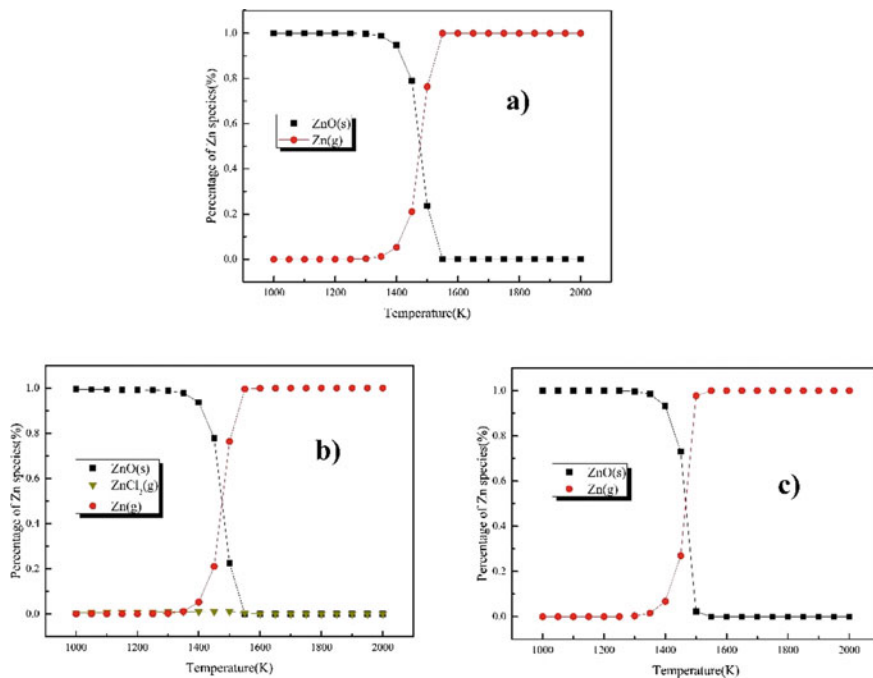 Percentage of Zn species(%)
1.0
0.8
0.6
0.4
0.2
0.0
a)
ZnO(s)
Zn(g)
1000 1200 1400 1600 1800 2000
Temperature(K)
Percentage of Zn species(%)
1.0
0.8
0.6
0.4
0.2
0.0
b)
ZnO(s)
ZnCl₂(g)
Zn(g)
1000 1200 1400 1600 1800 2000
Temperature(K)
Percentage of Zn species(%)
1.0
0.8
0.6
0.4
0.2
0.0
c)
ZnO(s)
Zn(g)
1000 1200 1400 1600 1800 2000
Temperature(K)